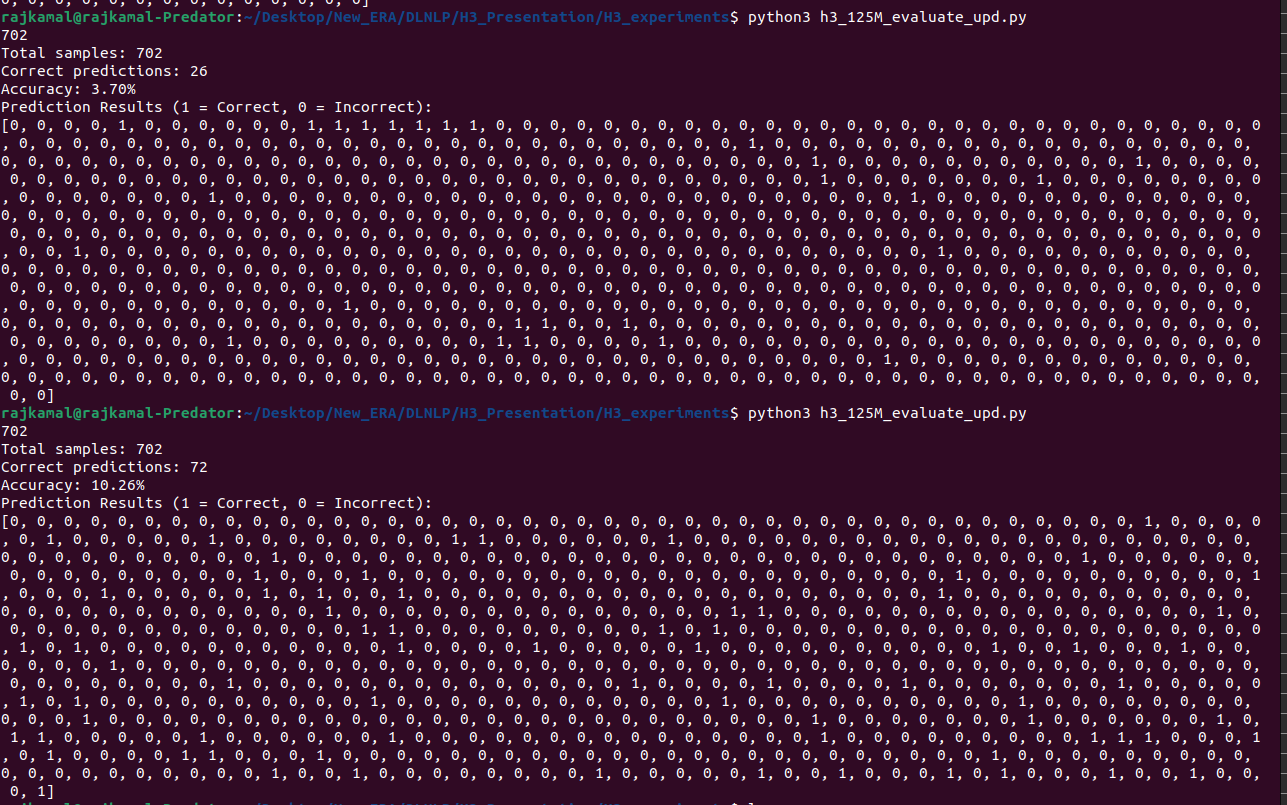 0, 0, 0, 0, 0, 0, 0, 0, 0, 0, 0, 0, 0, 0]
rajkamal@rajkamal-Predator:~/Desktop/New_ERA/DLNLP/H3_Presentation/H3_experiments$ python3 h3_125M_evaluate_upd.py
702
Total samples: 702
Correct predictions: 26
Accuracy: 3.70%
Prediction Results (1 = Correct, 0 = Incorrect):
[0, 0, 0, 0, 1, 0, 0, 0, 0, 0, 0, 1, 1, 1, 1, 1, 1, 1, 0, 0, 0, 0, 0, 0, 0, 0, 0, 0, 0, 0, 0, 0, 0, 0, 0, 0, 0, 0, 0, 0, 0, 0, 0, 0, 0, 0, 0
, 0, 0, 0, 0, 0, 0, 0, 0, 0, 0, 0, 0, 0, 0, 0, 0, 0, 0, 0, 0, 0, 0, 0, 0, 0, 0, 0, 1, 0, 0, 0, 0, 0, 0, 0, 0, 0, 0, 0, 0, 0, 0, 0, 0, 0, 0,
0, 0, 0, 0, 0, 0, 0, 0, 0, 0, 0, 0, 0, 0, 0, 0, 0, 0, 0, 0, 0, 0, 0, 0, 0, 0, 0, 0, 0, 0, 1, 0, 0, 0, 0, 0, 0, 0, 0, 0, 0, 0, 1, 0, 0, 0, 0,
 0, 0, 0, 0, 0, 0, 0, 0, 0, 0, 0, 0, 0, 0, 0, 0, 0, 0, 0, 0, 0, 0, 0, 0, 0, 0, 0, 0, 0, 0, 1, 0, 0, 0, 0, 0, 0, 0, 1, 0, 0, 0, 0, 0, 0, 0, 0
, 0, 0, 0, 0, 0, 0, 0, 1, 0, 0, 0, 0, 0, 0, 0, 0, 0, 0, 0, 0, 0, 0, 0, 0, 0, 0, 0, 0, 0, 0, 0, 0, 0, 1, 0, 0, 0, 0, 0, 0, 0, 0, 0, 0, 0, 0,
0, 0, 0, 0, 0, 0, 0, 0, 0, 0, 0, 0, 0, 0, 0, 0, 0, 0, 0, 0, 0, 0, 0, 0, 0, 0, 0, 0, 0, 0, 0, 0, 0, 0, 0, 0, 0, 0, 0, 0, 0, 0, 0, 0, 0, 0, 0,
 0, 0, 0, 0, 0, 0, 0, 0, 0, 0, 0, 0, 0, 0, 0, 0, 0, 0, 0, 0, 0, 0, 0, 0, 0, 0, 0, 0, 0, 0, 0, 0, 0, 0, 0, 0, 0, 0, 0, 0, 0, 0, 0, 0, 0, 0, 0
, 0, 0, 1, 0, 0, 0, 0, 0, 0, 0, 0, 0, 0, 0, 0, 0, 0, 0, 0, 0, 0, 0, 0, 0, 0, 0, 0, 0, 0, 0, 0, 0, 0, 0, 1, 0, 0, 0, 0, 0, 0, 0, 0, 0, 0, 0,
0, 0, 0, 0, 0, 0, 0, 0, 0, 0, 0, 0, 0, 0, 0, 0, 0, 0, 0, 0, 0, 0, 0, 0, 0, 0, 0, 0, 0, 0, 0, 0, 0, 0, 0, 0, 0, 0, 0, 0, 0, 0, 0, 0, 0, 0, 0,
 0, 0, 0, 0, 0, 0, 0, 0, 0, 0, 0, 0, 0, 0, 0, 0, 0, 0, 0, 0, 0, 0, 0, 0, 0, 0, 0, 0, 0, 0, 0, 0, 0, 0, 0, 0, 0, 0, 0, 0, 0, 0, 0, 0, 0, 0, 0
, 0, 0, 0, 0, 0, 0, 0, 0, 0, 0, 0, 0, 1, 0, 0, 0, 0, 0, 0, 0, 0, 0, 0, 0, 0, 0, 0, 0, 0, 0, 0, 0, 0, 0, 0, 0, 0, 0, 0, 0, 0, 0, 0, 0, 0, 0,
0, 0, 0, 0, 0, 0, 0, 0, 0, 0, 0, 0, 0, 0, 0, 0, 0, 0, 0, 1, 1, 0, 0, 1, 0, 0, 0, 0, 0, 0, 0, 0, 0, 0, 0, 0, 0, 0, 0, 0, 0, 0, 0, 0, 0, 0, 0,
 0, 0, 0, 0, 0, 0, 0, 0, 1, 0, 0, 0, 0, 0, 0, 0, 0, 0, 1, 1, 0, 0, 0, 0, 1, 0, 0, 0, 0, 0, 0, 0, 0, 0, 0, 0, 0, 0, 0, 0, 0, 0, 0, 0, 0, 0, 0
, 0, 0, 0, 0, 0, 0, 0, 0, 0, 0, 0, 0, 0, 0, 0, 0, 0, 0, 0, 0, 0, 0, 0, 0, 0, 0, 0, 0, 0, 0, 0, 0, 1, 0, 0, 0, 0, 0, 0, 0, 0, 0, 0, 0, 0, 0,
0, 0, 0, 0, 0, 0, 0, 0, 0, 0, 0, 0, 0, 0, 0, 0, 0, 0, 0, 0, 0, 0, 0, 0, 0, 0, 0, 0, 0, 0, 0, 0, 0, 0, 0, 0, 0, 0, 0, 0, 0, 0, 0, 0, 0, 0, 0,
 0, 0]
rajkamal@rajkamal-Predator:~/Desktop/New_ERA/DLNLP/H3_Presentation/H3_experiments$ python3 h3_125M_evaluate_upd.py
702
Total samples: 702
Correct predictions: 72
Accuracy: 10.26%
Prediction Results (1 = Correct, 0 = Incorrect):
[0, 0, 0, 0, 0, 0, 0, 0, 0, 0, 0, 0, 0, 0, 0, 0, 0, 0, 0, 0, 0, 0, 0, 0, 0, 0, 0, 0, 0, 0, 0, 0, 0, 0, 0, 0, 0, 0, 0, 0, 0, 0, 1, 0, 0, 0, 0
, 0, 1, 0, 0, 0, 0, 0, 1, 0, 0, 0, 0, 0, 0, 0, 0, 1, 1, 0, 0, 0, 0, 0, 0, 1, 0, 0, 0, 0, 0, 0, 0, 0, 0, 0, 0, 0, 0, 0, 0, 0, 0, 0, 0, 0, 0,
0, 0, 0, 0, 0, 0, 0, 0, 0, 0, 1, 0, 0, 0, 0, 0, 0, 0, 0, 0, 0, 0, 0, 0, 0, 0, 0, 0, 0, 0, 0, 0, 0, 0, 0, 0, 0, 0, 0, 0, 1, 0, 0, 0, 0, 0, 0,
 0, 0, 0, 0, 0, 0, 0, 0, 0, 1, 0, 0, 0, 1, 0, 0, 0, 0, 0, 0, 0, 0, 0, 0, 0, 0, 0, 0, 0, 0, 0, 0, 0, 0, 0, 1, 0, 0, 0, 0, 0, 0, 0, 0, 0, 0, 1
, 0, 0, 0, 1, 0, 0, 0, 0, 0, 1, 0, 1, 0, 0, 1, 0, 0, 0, 0, 0, 0, 0, 0, 0, 0, 0, 0, 0, 0, 0, 0, 0, 0, 0, 1, 0, 0, 0, 0, 0, 0, 0, 0, 0, 0, 0,
0, 0, 0, 0, 0, 0, 0, 0, 0, 0, 0, 0, 1, 0, 0, 0, 0, 0, 0, 0, 0, 0, 0, 0, 0, 0, 0, 1, 1, 0, 0, 0, 0, 0, 0, 0, 0, 0, 0, 0, 0, 0, 0, 0, 0, 1, 0,
 0, 0, 0, 0, 0, 0, 0, 0, 0, 0, 0, 0, 0, 1, 1, 0, 0, 0, 0, 0, 0, 0, 0, 0, 1, 0, 1, 0, 0, 0, 0, 0, 0, 0, 0, 0, 0, 0, 0, 0, 0, 0, 0, 0, 0, 0, 0
, 1, 0, 1, 0, 0, 0, 0, 0, 0, 0, 0, 0, 0, 0, 1, 0, 0, 0, 0, 1, 0, 0, 0, 0, 0, 1, 0, 0, 0, 0, 0, 0, 0, 0, 0, 0, 1, 0, 0, 1, 0, 0, 0, 1, 0, 0,
0, 0, 0, 0, 1, 0, 0, 0, 0, 0, 0, 0, 0, 0, 0, 0, 0, 0, 0, 0, 0, 0, 0, 0, 0, 0, 0, 0, 0, 0, 0, 0, 0, 0, 0, 0, 0, 0, 0, 0, 0, 0, 0, 0, 0, 0, 0,
 0, 0, 0, 0, 0, 0, 0, 0, 1, 0, 0, 0, 0, 0, 0, 0, 0, 0, 0, 0, 0, 0, 0, 1, 0, 0, 0, 0, 1, 0, 0, 0, 0, 1, 0, 0, 0, 0, 0, 0, 0, 1, 0, 0, 0, 0, 0
, 1, 0, 1, 0, 0, 0, 0, 0, 0, 0, 0, 0, 0, 1, 0, 0, 0, 0, 0, 0, 0, 0, 0, 0, 0, 0, 1, 0, 0, 0, 0, 0, 0, 0, 0, 0, 0, 1, 0, 0, 0, 0, 0, 0, 0, 0,
0, 0, 0, 1, 0, 0, 0, 0, 0, 0, 0, 0, 0, 0, 0, 0, 0, 0, 0, 0, 0, 0, 0, 0, 0, 0, 0, 0, 0, 0, 1, 0, 0, 0, 0, 0, 0, 0, 1, 0, 0, 0, 0, 0, 0, 1, 0,
 1, 1, 0, 0, 0, 0, 0, 1, 0, 0, 0, 0, 0, 0, 1, 0, 0, 0, 0, 0, 0, 0, 0, 0, 0, 0, 0, 0, 0, 0, 1, 0, 0, 0, 0, 0, 0, 0, 0, 0, 1, 1, 1, 0, 0, 0, 1
, 0, 1, 0, 0, 0, 0, 1, 1, 0, 0, 0, 1, 0, 0, 0, 0, 0, 0, 0, 0, 0, 0, 0, 0, 0, 0, 0, 0, 0, 0, 0, 0, 0, 0, 0, 0, 1, 0, 0, 0, 0, 0, 0, 0, 0, 0,
0, 0, 0, 0, 0, 0, 0, 0, 0, 0, 1, 0, 0, 1, 0, 0, 0, 0, 0, 0, 0, 0, 1, 0, 0, 0, 0, 0, 1, 0, 0, 1, 0, 0, 0, 1, 1, 0, 0, 0, 0, 1, 0, 0, 1, 0, 0,
 0, 1]